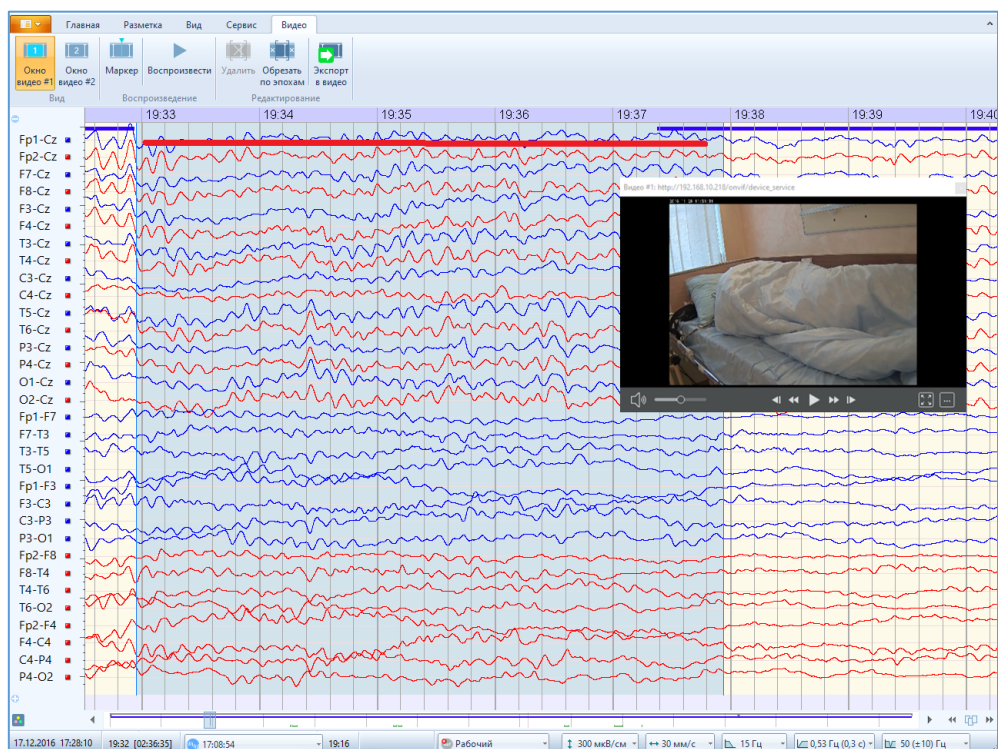 Главная Разметка Вид Сервис Видео
1 2
Окно видео #1
Окно видео #2
Маркер
Воспроизвести
Удалить
Обрезать по эпохам
Экспорт в видео
Вид Воспроизведение Редактирование
19:33 19:34 19:35 19:36 19:37 19:38 19:39 19:40
Fp1-Cz
Fp2-Cz
F7-Cz
F8-Cz
F3-Cz
F4-Cz
T3-Cz
T4-Cz
C3-Cz
C4-Cz
T5-Cz
T6-Cz
P3-Cz
P4-Cz
O1-Cz
O2-Cz
Fp1-F7
F7-T3
T3-T5
T5-O1
Fp1-F3
F3-C3
C3-P3
P3-O1
Fp2-F8
F8-T4
T4-T6
T6-O2
Fp2-F4
F4-C4
C4-P4
P4-O2
Видео #1: http://192.168.10.218/onvif/device_service
17.12.2016 17:28:10 19:32 [02:36:35] 17:08:54 19:16 Рабочий 300 мкВ/см 30 мм/с 15 Гц 0,53 Гц (0,3 с) 50 (±10) Гц